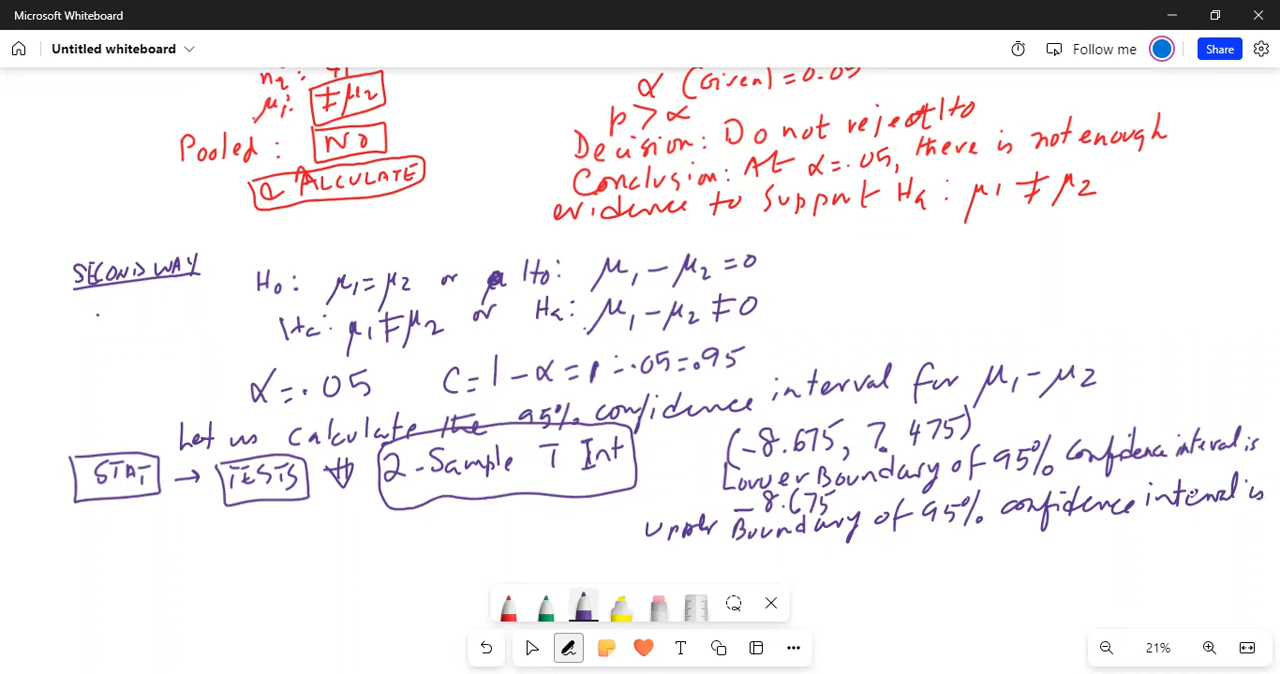 Microsoft Whiteboard
Untitled whiteboard
Follow me
Share
n2 :
μ1: ≠μ2
Pooled : NO
CALCULATE
α (Given) = 0.05
p > α
Decision: Do not reject Ho
Conclusion: At α = .05, there is not enough
evidence to support Ha : μ1 ≠ μ2
SECOND WAY
Ho: μ1 = μ2 or Ho: μ1 - μ2 = 0
Ha: μ1 ≠ μ2 or Ha: μ1 - μ2 ≠ 0
α = .05 C = 1 - α = 1 - .05 = .95
Let us calculate the 95% confidence interval for μ1 - μ2
STAT → TESTS 2-Sample T Int
(-8.675, 7.475)
Lower Boundary of 95% confidence interval is
-8.675
upper Boundary of 95% confidence interval is
21%